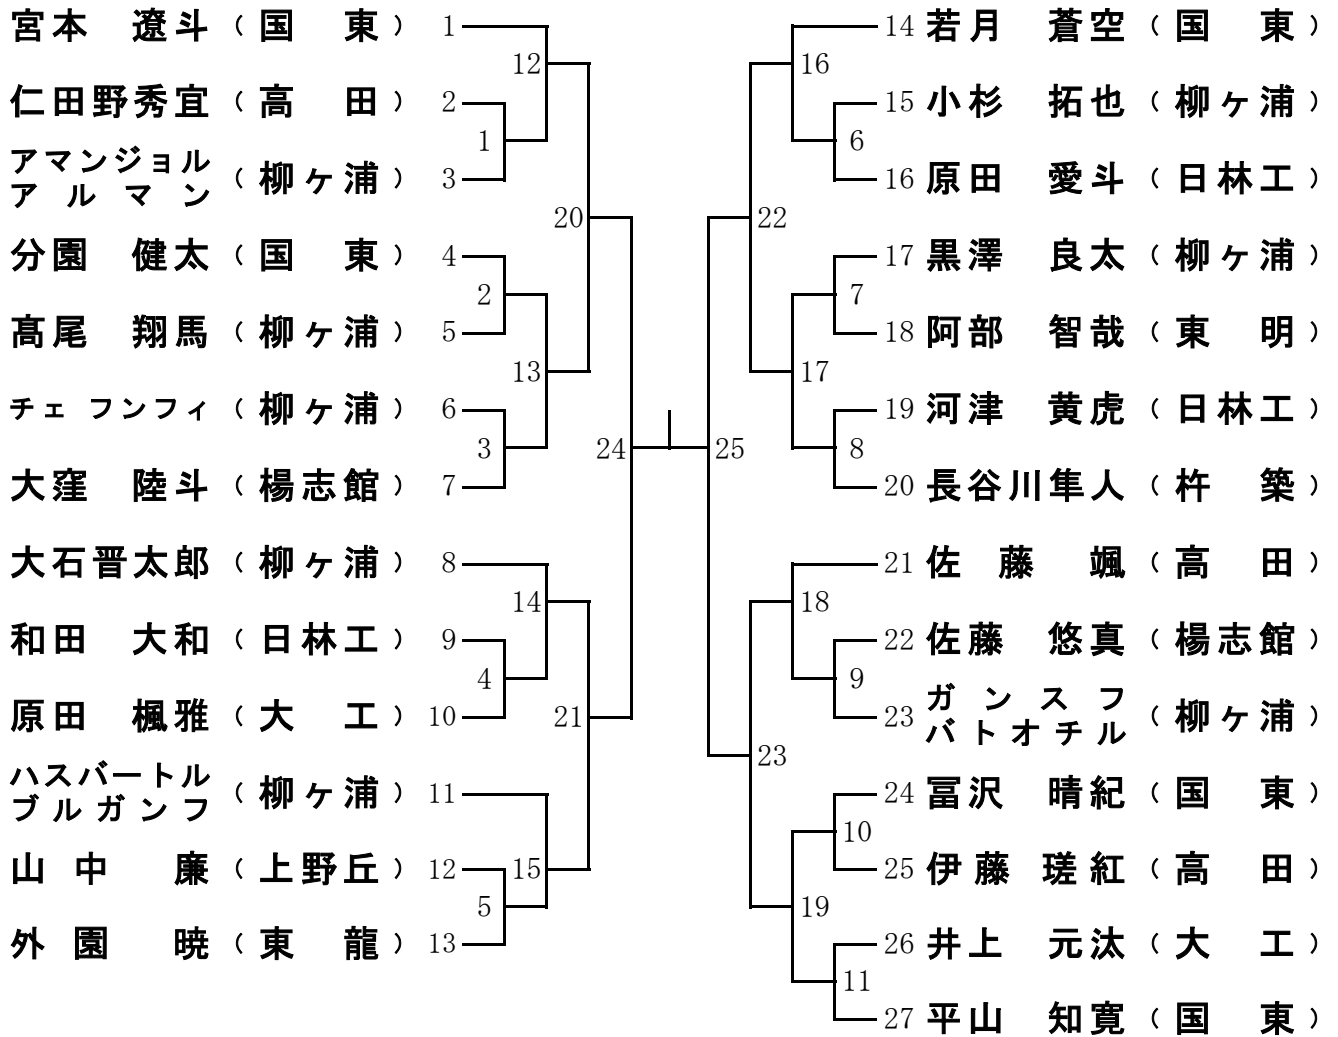 宮本 遼斗 ( 国 東 ) 1
仁田野秀宜 ( 高 田 ) 2
アマンジョル
アルマン ( 柳ヶ浦 ) 3
分園 健太 ( 国 東 ) 4
髙尾 翔馬 ( 柳ヶ浦 ) 5
チェ フンフィ ( 柳ヶ浦 ) 6
大窪 陸斗 ( 楊志館 ) 7
大石晋太郎 ( 柳ヶ浦 ) 8
和田 大和 ( 日林工 ) 9
原田 楓雅 ( 大 工 ) 10
ハスバートル
ブルガンフ ( 柳ヶ浦 ) 11
山中 廉 ( 上野丘 ) 12
外園 暁 ( 東 龍 ) 13
12
1
20
2
13
3
24
14
4
21
15
5
16
6
22
7
17
8
25
18
9
23
10
19
11
14 若月 蒼空 ( 国 東 )
15 小杉 拓也 ( 柳ヶ浦 )
16 原田 愛斗 ( 日林工 )
17 黒澤 良太 ( 柳ヶ浦 )
18 阿部 智哉 ( 東 明 )
19 河津 黄虎 ( 日林工 )
20 長谷川隼人 ( 杵 築 )
21 佐藤 颯 ( 高 田 )
22 佐藤 悠真 ( 楊志館 )
ガンスフ
23 バトオチル ( 柳ヶ浦 )
24 冨沢 晴紀 ( 国 東 )
25 伊藤 瑳紅 ( 高 田 )
26 井上 元汰 ( 大 工 )
27 平山 知寛 ( 国 東 )